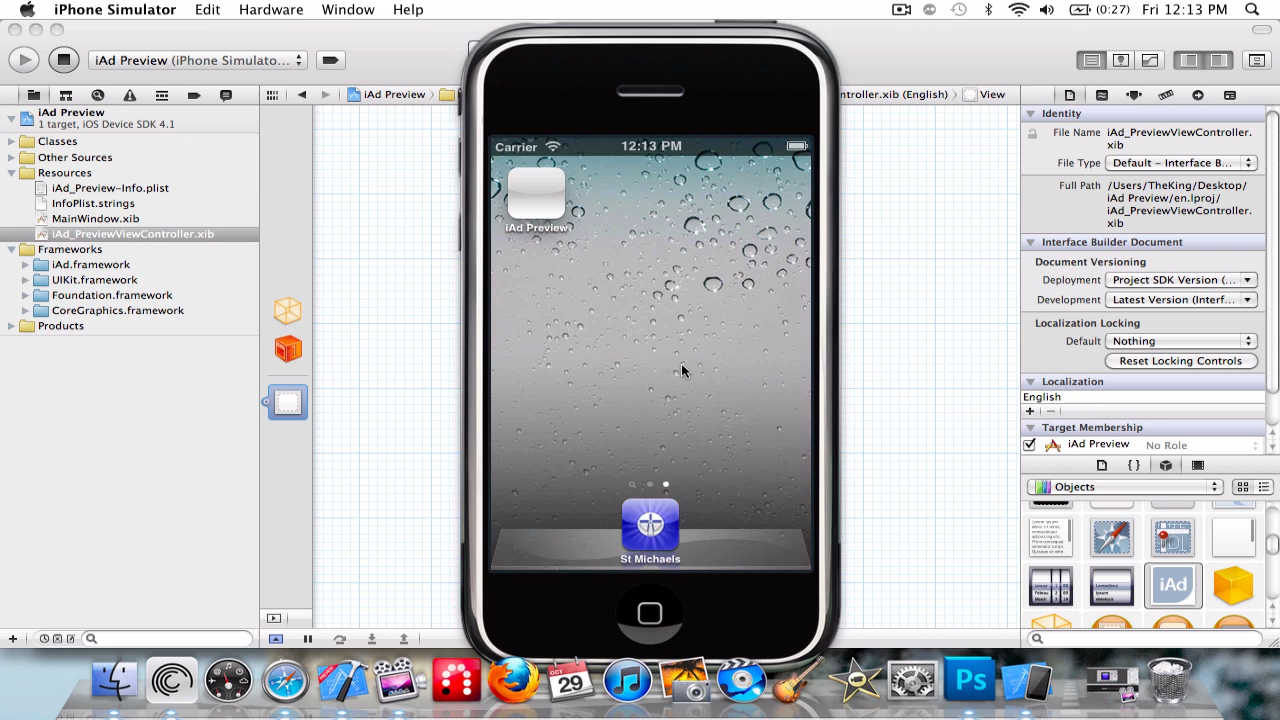 iPhone Simulator Edit Hardware Window Help (0:27) Fri 12:13 PM
iAd Preview (iPhone Simulato...
iAd Preview
ntroller.xib (English) View
iAd Preview
1 target, iOS Device SDK 4.1
Classes
Other Sources
Resources
iAd_Preview-Info.plist
InfoPlist.strings
MainWindow.xib
iAd_PreviewViewController.xib
Frameworks
iAd.framework
UIKit.framework
Foundation.framework
CoreGraphics.framework
Products
Carrier 12:13 PM
iAd Preview
St Michaels
Identity
File Name iAd_PreviewViewController.
xib
File Type Default - Interface B...
Full Path /Users/TheKing/Desktop/
iAd Preview/en.lproj/
iAd_PreviewViewController.
xib
Interface Builder Document
Document Versioning
Deployment Project SDK Version (...
Development Latest Version (Interf...
Localization Locking
Default Nothing
Reset Locking Controls
Localization
English
Target Membership
iAd Preview No Role
{}
Objects
iAd
OCT
29
Ps